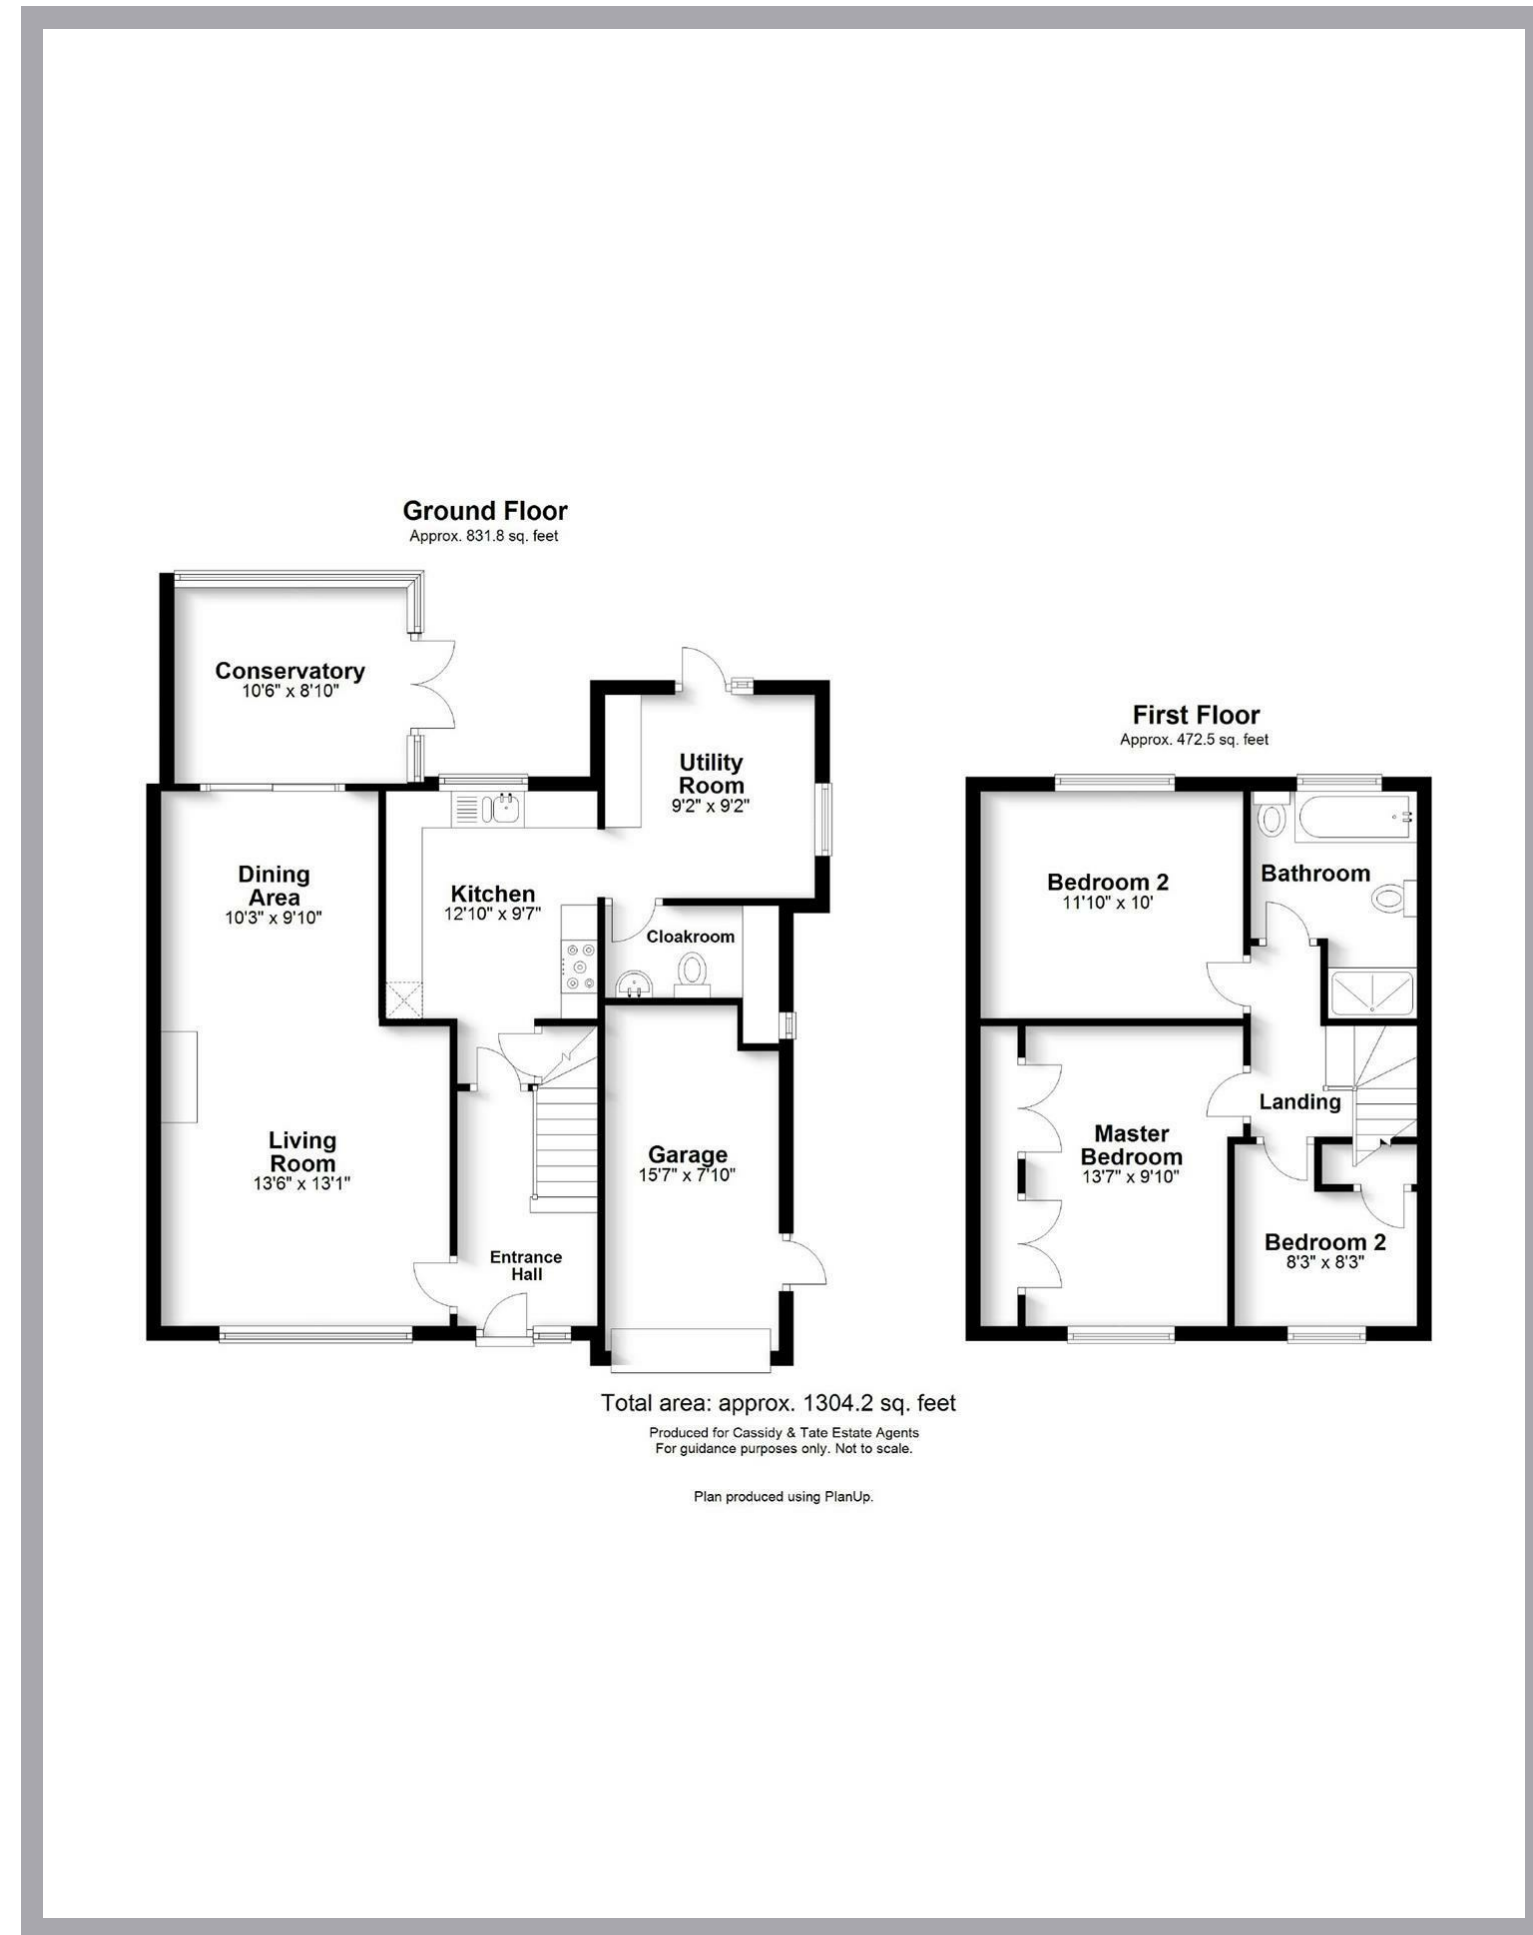 Ground Floor
Approx. 831.8 sq. feet
Conservatory
10'6" x 8'10"
Utility
Room
9'2" x 9'2"
Dining
Area
10'3" x 9'10"
Kitchen
12'10" x 9'7"
Cloakroom
Living
Room
13'6" x 13'1"
Garage
15'7" x 7'10"
Entrance
Hall
First Floor
Approx. 472.5 sq. feet
Bedroom 2
11'10" x 10'
Bathroom
Landing
Master
Bedroom
13'7" x 9'10"
Bedroom 2
8'3" x 8'3"
Total area: approx. 1304.2 sq. feet
Produced for Cassidy & Tate Estate Agents
For guidance purposes only. Not to scale.
Plan produced using PlanUp.